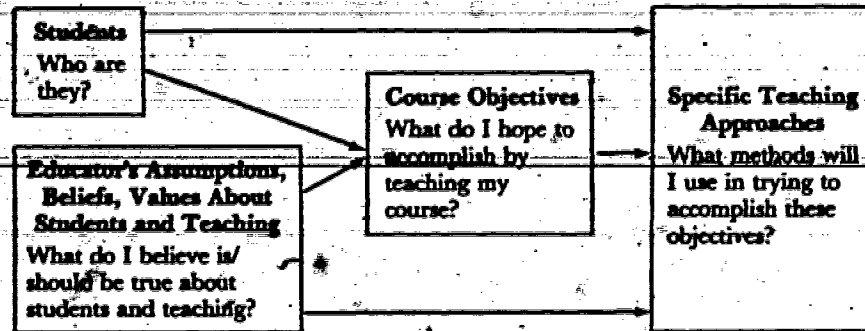 Students
Who are
they?
Educator's Assumptions,
Beliefs, Values About
Students and Teaching
What do I believe is/
should be true about
students and teaching?
Course Objectives
What do I hope to
accomplish by
teaching my
course?
Specific Teaching
Approaches
What methods will
I use in trying to
accomplish these
objectives?